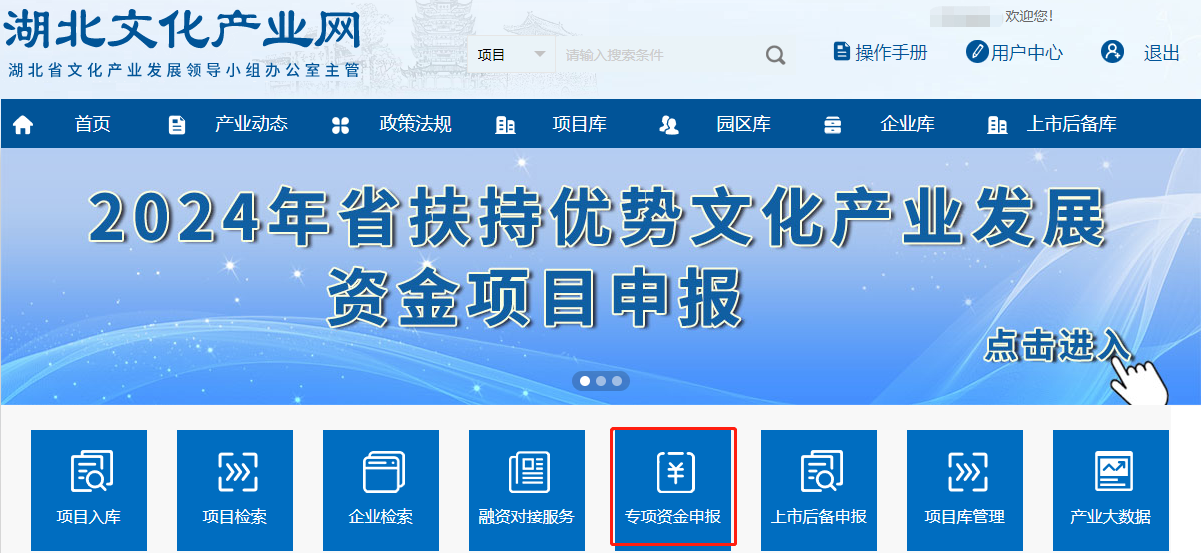 湖北文化产业网
湖北省文化产业发展领导小组办公室主管
欢迎您!
项目 请输入搜索条件
操作手册 用户中心 退出
首页 产业动态 政策法规 项目库 园区库 企业库 上市后备库
2024年省扶持优势文化产业发展
资金项目申报
点击进入
项目入库 项目检索 企业检索 融资对接服务 专项资金申报 上市后备申报 项目库管理 产业大数据